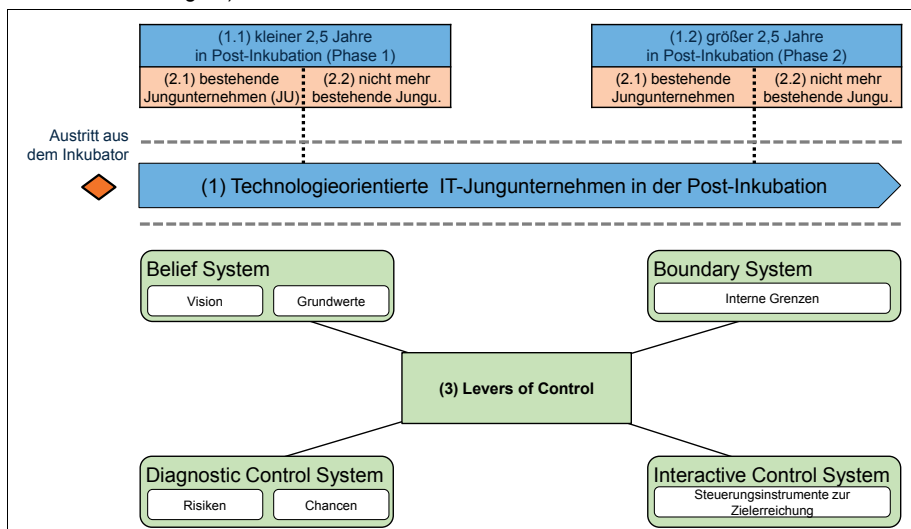 (1.1) kleiner 2,5 Jahre
in Post-Inkubation (Phase 1)
(2.1) bestehende
Jungunternehmen (JU)
(2.2) nicht mehr
bestehende Jungu.
(1.2) größer 2,5 Jahre
in Post-Inkubation (Phase 2)
(2.1) bestehende
Jungunternehmen
(2.2) nicht mehr
bestehende Jungu.
Austritt aus
dem Inkubator
(1) Technologieorientierte IT-Jungunternehmen in der Post-Inkubation
Belief System
Vision
Grundwerte
Boundary System
Interne Grenzen
(3) Levers of Control
Diagnostic Control System
Risiken
Chancen
Interactive Control System
Steuerungsinstrumente zur
Zielerreichung